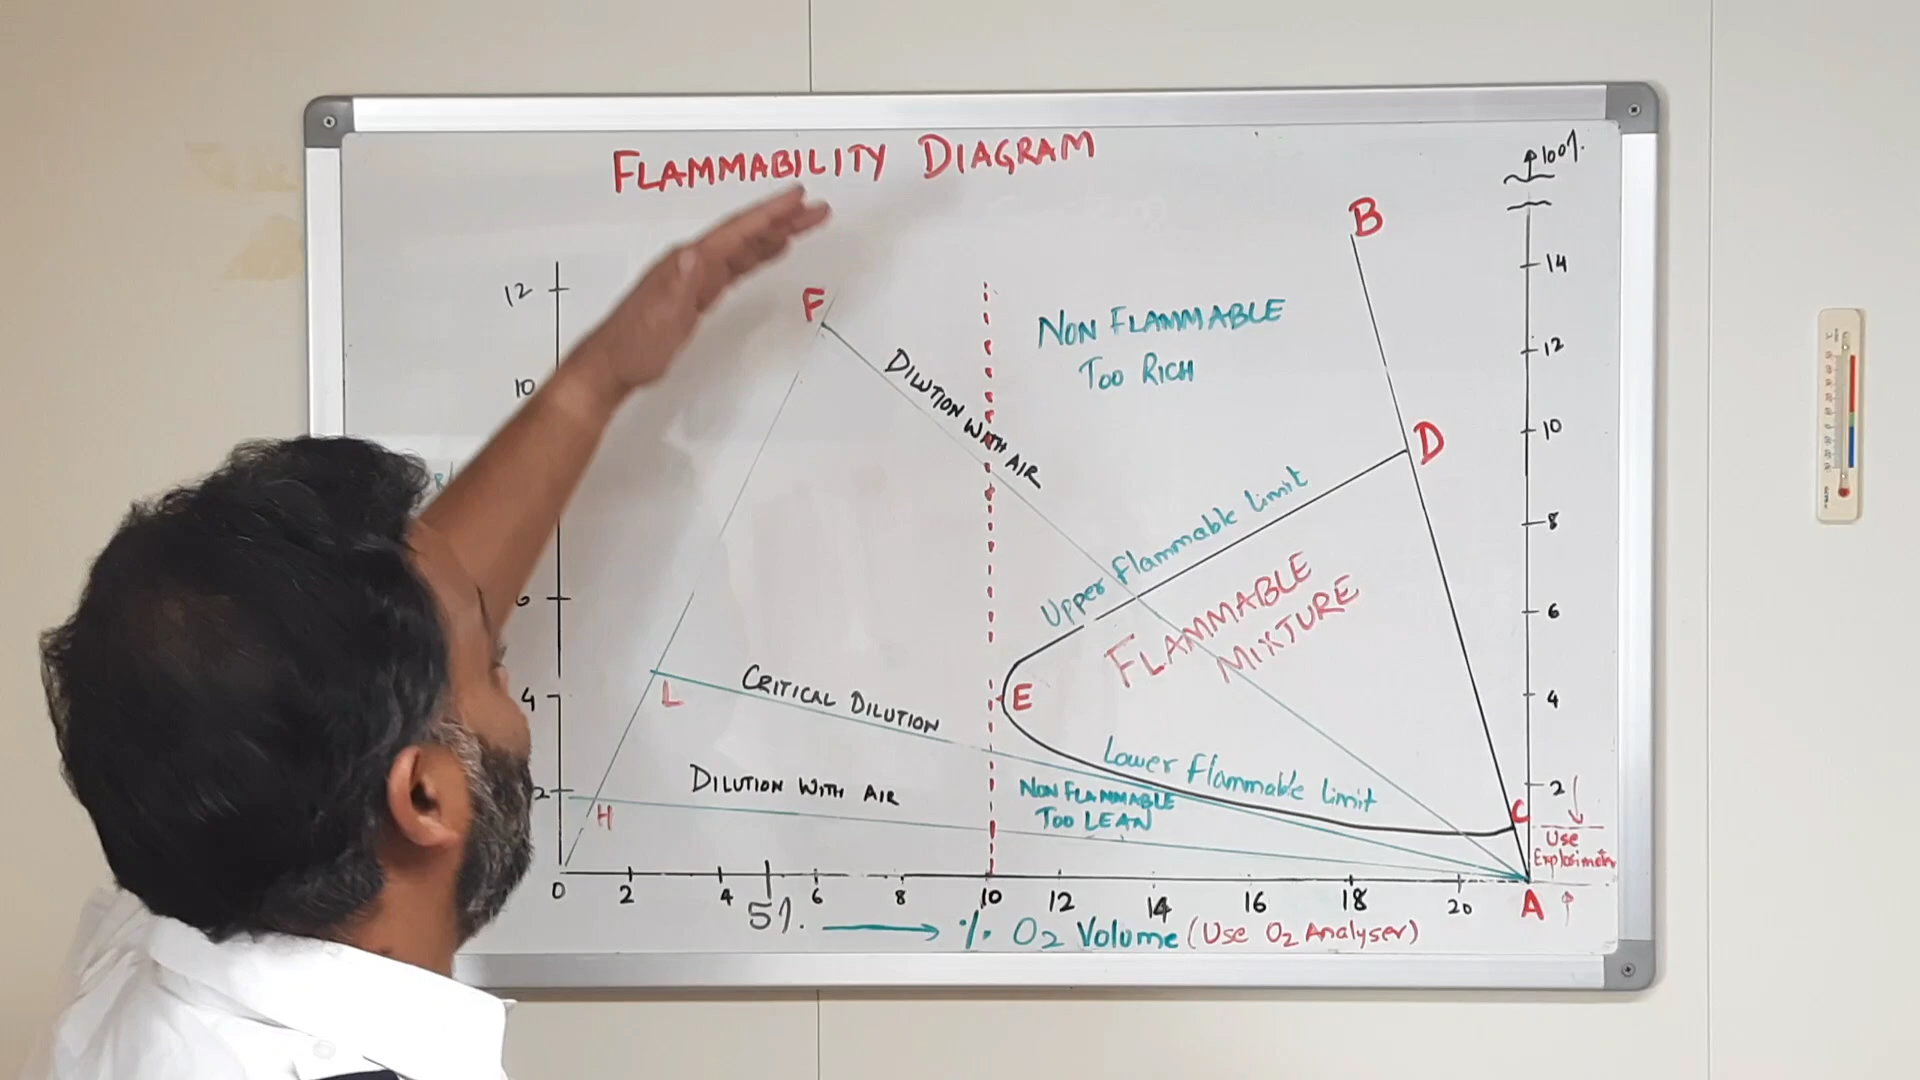 FLAMMABILITY DIAGRAM
↑ 100%
B
14
12
F
NON FLAMMABLE
TOO RICH
12
DILUTION WITH AIR
10
D
10
Upper Flammable Limit
8
FLAMMABLE
MIXTURE
6
6
4
L
CRITICAL DILUTION
E
4
Lower Flammable Limit
2
DILUTION WITH AIR
NON FLAMMABLE
TOO LEAN
2
H
C
Use
Explosimeter
0 2 4 6 8 10 12 14 16 18 20 A
5% → % O2 Volume (Use O2 Analyser)